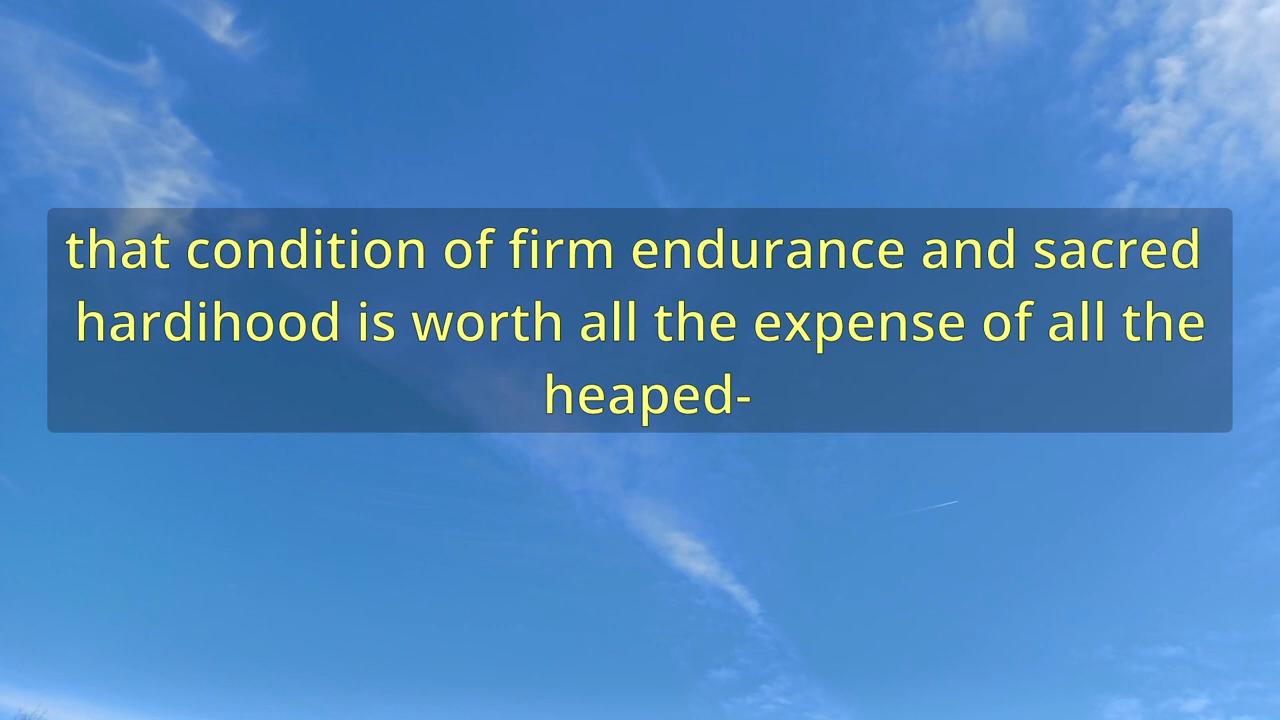 that condition of firm endurance and sacred
hardihood is worth all the expense of all the
heaped-